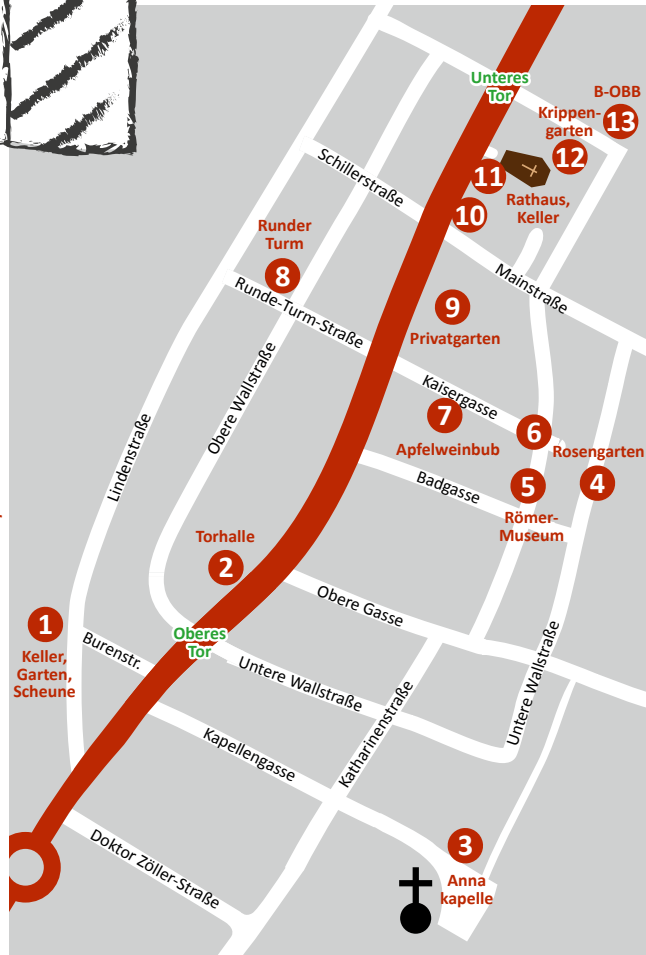 Unteres
Tor
B-OBB
13
Krippen-
garten
12
11
Rathaus,
Keller
10
Schillerstraße
Mainstraße
Runder
Turm
8
Runde-Turm-Straße
9
Privatgarten
Kaisergasse
7
Apfelweinbub
6
Rosengarten
4
5
Römer-
Museum
Badgasse
Obere Wallstraße
Lindenstraße
Torhalle
2
Obere Gasse
1
Keller,
Garten,
Scheune
Burenstr.
Oberes
Tor
Untere Wallstraße
Untere Wallstraße
Katharinenstraße
Kapellengasse
Doktor Zöller-Straße
3
Anna
kapelle